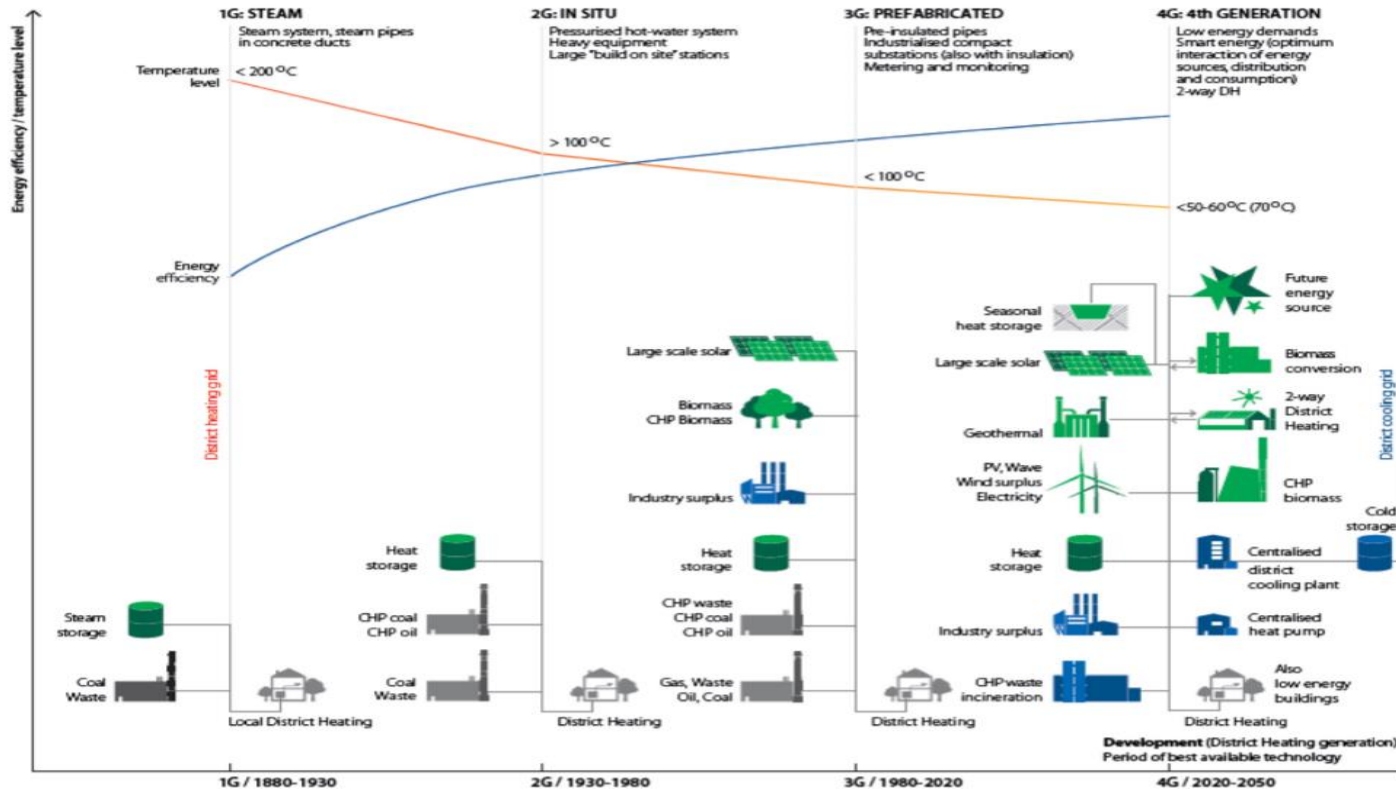 1G: STEAM
Steam system, steam pipes
in concrete ducts
2G: IN SITU
Pressurised hot-water system
Heavy equipment
Large "build on site" stations
3G: PREFABRICATED
Pre-insulated pipes
Industrialised compact
substations (also with insulation)
Metering and monitoring
4G: 4th GENERATION
Low energy demands
Smart energy (optimum
interaction of energy
sources, distribution
and consumption)
2-way DH
Energy efficiency / temperature level
Temperature
level
< 200 °C
> 100 °C
< 100 °C
<50-60°C (70°C)
Energy
efficiency
District heating grid
Steam
storage
Coal
Waste
Local District Heating
Heat
storage
CHP coal
CHP oil
Coal
Waste
District Heating
Large scale solar
Biomass
CHP Biomass
Industry surplus
Heat
storage
CHP waste
CHP coal
CHP oil
Gas, Waste
Oil, Coal
District Heating
Seasonal
heat storage
Large scale solar
Geothermal
PV, Wave
Wind surplus
Electricity
Heat
storage
Industry surplus
CHP waste
incineration
Future
energy
source
Biomass
conversion
2-way
District
Heating
CHP
biomass
Centralised
district
cooling plant
Cold
storage
Centralised
heat pump
Also
low energy
buildings
District Heating
District cooling grid
Development (District Heating generation)
Period of best available technology
1G / 1880-1930
2G / 1930-1980
3G / 1980-2020
4G / 2020-2050